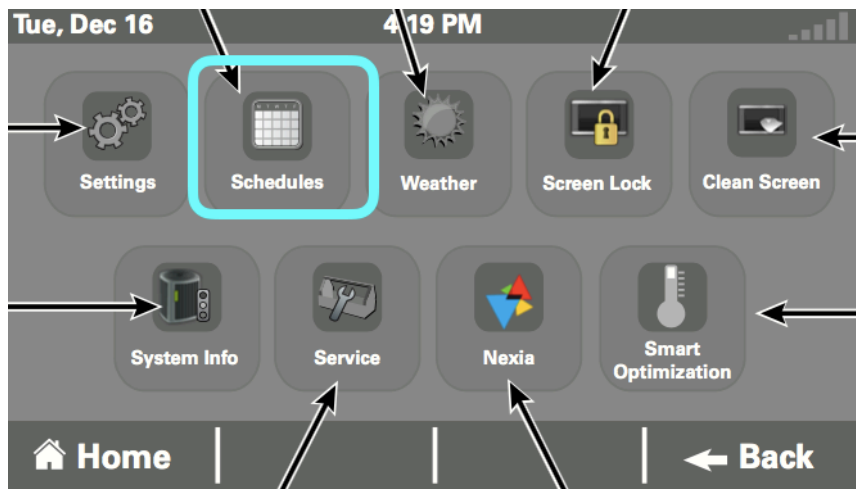 Tue, Dec 16 4:19 PM
Settings Schedules Weather Screen Lock Clean Screen
System Info Service Nexia Smart Optimization
Home Back